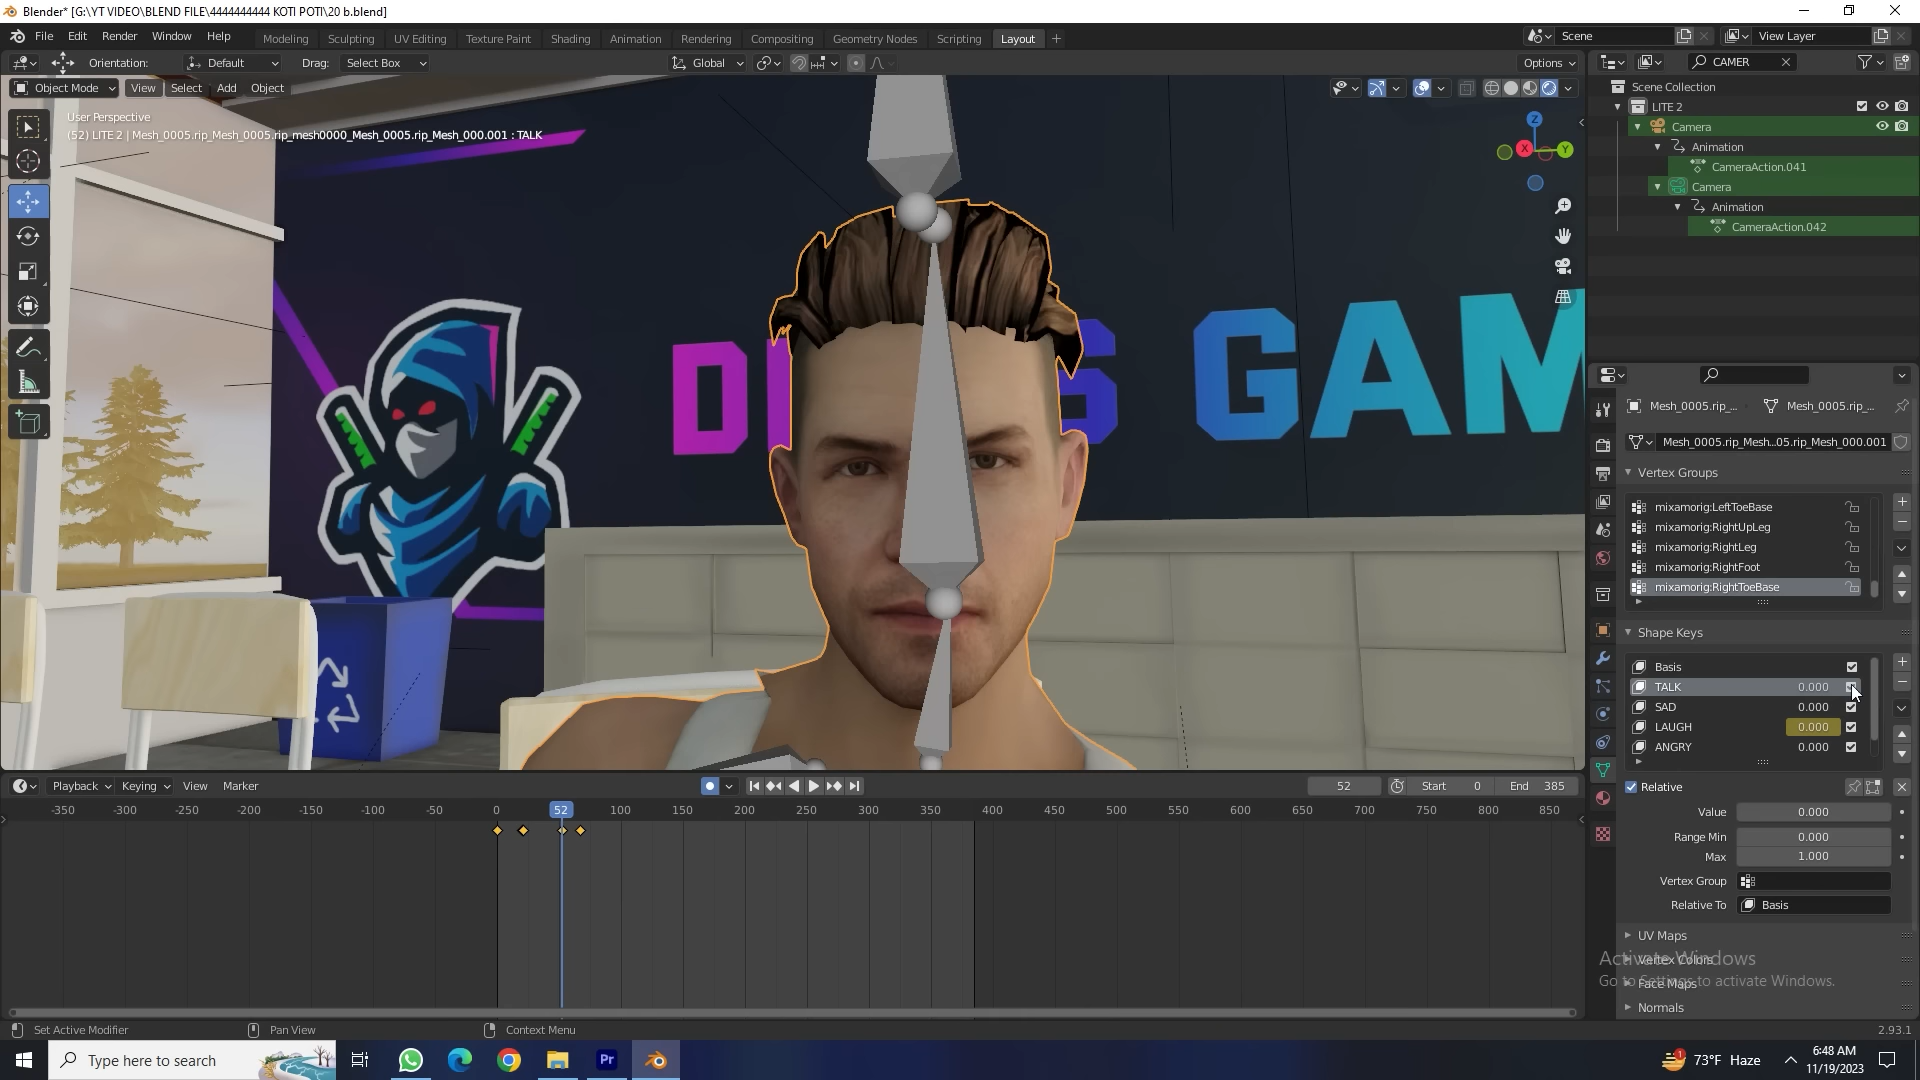 Blender* [G:\YT VIDEO\BLEND FILE\4444444444 KOTI POTI\20 b.blend]
File Edit Render Window Help
Modeling Sculpting UV Editing Texture Paint Shading Animation Rendering Compositing Geometry Nodes Scripting Layout
Scene View Layer
Orientation: Default Drag: Select Box Global Options
CAMER
Object Mode View Select Add Object
User Perspective
(52) LITE 2 | Mesh_0005.rip_Mesh_0005.rip_mesh0000_Mesh_0005.rip_Mesh_000.001 : TALK
Z
X
Y
GAM
Scene Collection
LITE 2
Camera
Animation
CameraAction.041
Camera
Animation
CameraAction.042
Mesh_0005.rip_... Mesh_0005.rip_...
Mesh_0005.rip_Mesh...05.rip_Mesh_000.001
Vertex Groups
mixamorig:LeftToeBase
mixamorig:RightUpLeg
mixamorig:RightLeg
mixamorig:RightFoot
mixamorig:RightToeBase
Shape Keys
Basis
TALK 0.000
SAD 0.000
LAUGH 0.000
ANGRY 0.000
Relative
Value 0.000
Range Min 0.000
Max 1.000
Vertex Group
Relative To Basis
UV Maps
Vertex Colors
Face Maps
Normals
Activate Windows
Go to Settings to activate Windows.
Playback Keying View Marker
52 Start 0 End 385
-350 -300 -250 -200 -150 -100 -50 0 52 100 150 200 250 300 350 400 450 500 550 600 650 700 750 800 850
Set Active Modifier Pan View Context Menu
2.93.1
Type here to search
Pr
1
73°F Haze
6:48 AM
11/19/2023